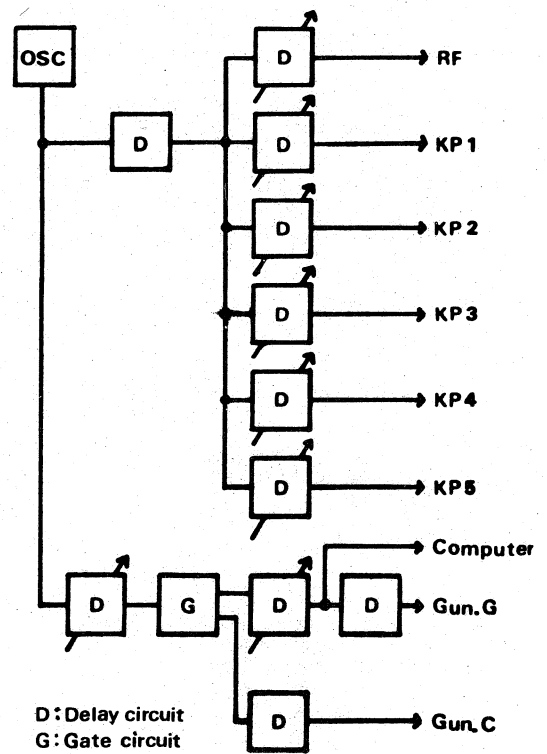 OSC
D
RF
D
D
KP1
D
KP2
D
KP3
D
KP4
D
KP5
Computer
D
G
D
D
Gun.G
D
Gun.C
D:Delay circuit
G:Gate circuit